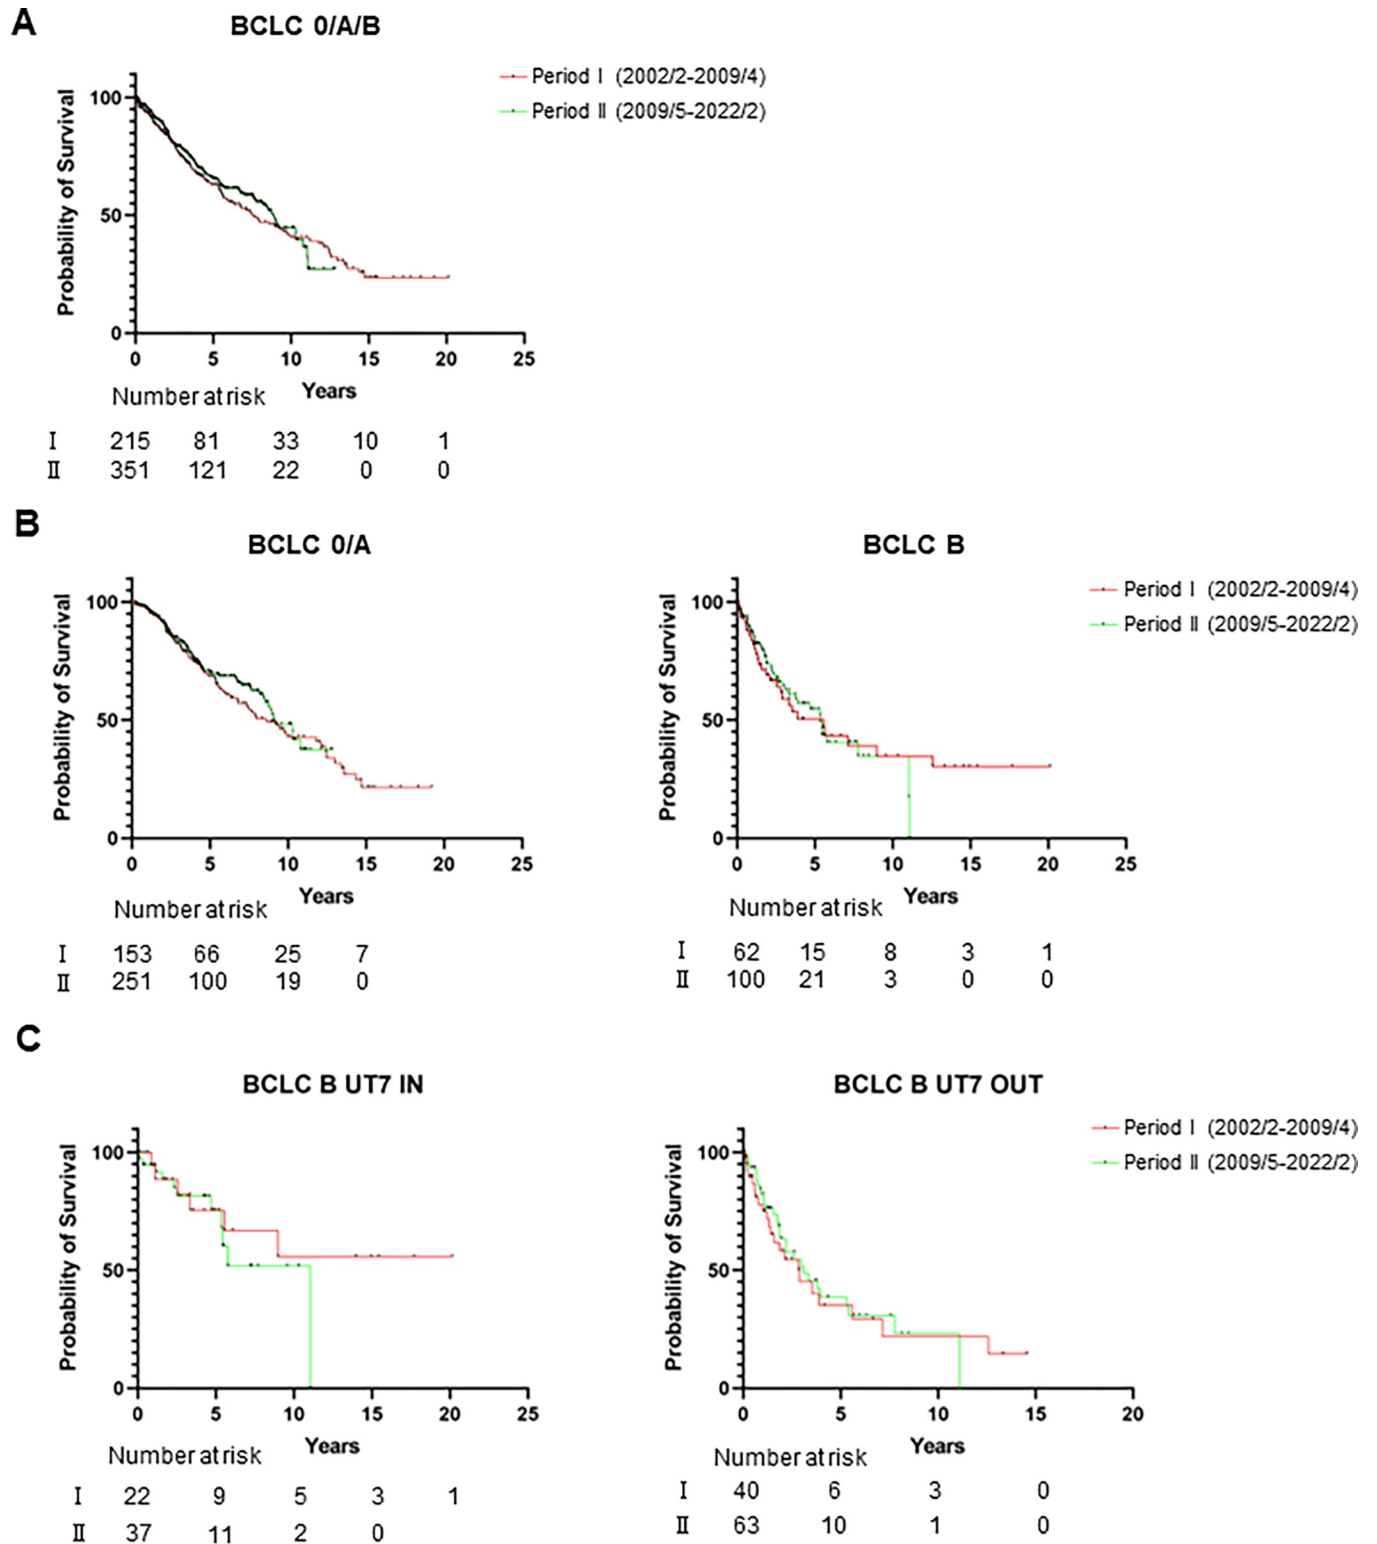 A
BCLC 0/A/B
Period Ⅰ (2002/2-2009/4)
Period Ⅱ (2009/5-2022/2)
Probability of Survival
100
50
0
0 5 10 15 20 25
Years
Number at risk
Ⅰ 215 81 33 10 1
Ⅱ 351 121 22 0 0
B
BCLC 0/A
Probability of Survival
100
50
0
0 5 10 15 20 25
Years
Number at risk
Ⅰ 153 66 25 7
Ⅱ 251 100 19 0
BCLC B
Period Ⅰ (2002/2-2009/4)
Period Ⅱ (2009/5-2022/2)
Probability of Survival
100
50
0
0 5 10 15 20 25
Years
Number at risk
Ⅰ 62 15 8 3 1
Ⅱ 100 21 3 0 0
C
BCLC B UT7 IN
Probability of Survival
100
50
0
0 5 10 15 20 25
Years
Number at risk
Ⅰ 22 9 5 3 1
Ⅱ 37 11 2 0
BCLC B UT7 OUT
Period Ⅰ (2002/2-2009/4)
Period Ⅱ (2009/5-2022/2)
Probability of Survival
100
50
0
0 5 10 15 20
Years
Number at risk
Ⅰ 40 6 3 0
Ⅱ 63 10 1 0